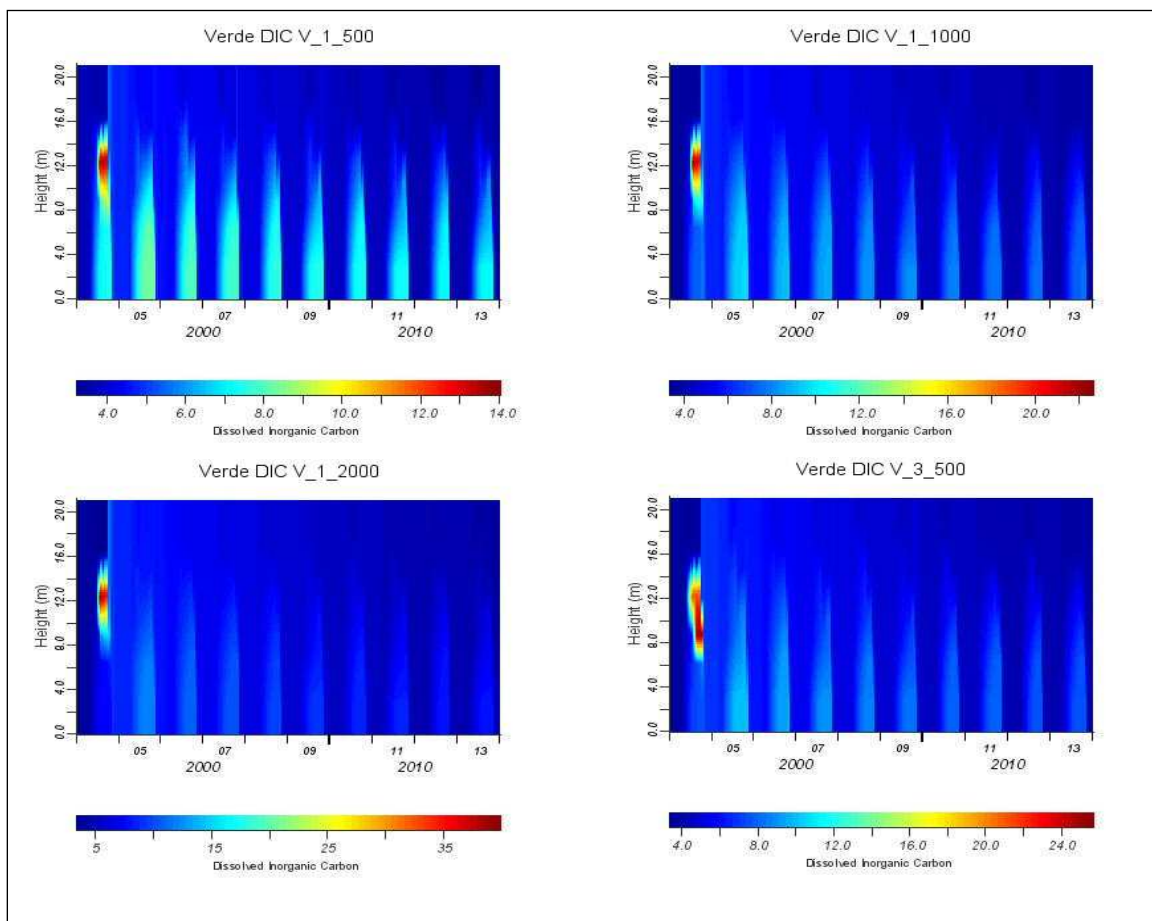 Verde DIC V_1_500
Height (m)
20.0
16.0
12.0
8.0
4.0
0.0
05 07 09 11 13
2000 2010
4.0 6.0 8.0 10.0 12.0 14.0
Dissolved Inorganic Carbon
Verde DIC V_1_1000
Height (m)
20.0
16.0
12.0
8.0
4.0
0.0
05 07 09 11 13
2000 2010
4.0 8.0 12.0 16.0 20.0
Dissolved Inorganic Carbon
Verde DIC V_1_2000
Height (m)
20.0
16.0
12.0
8.0
4.0
0.0
05 07 09 11 13
2000 2010
5 15 25 35
Dissolved Inorganic Carbon
Verde DIC V_3_500
Height (m)
20.0
16.0
12.0
8.0
4.0
0.0
05 07 09 11 13
2000 2010
4.0 8.0 12.0 16.0 20.0 24.0
Dissolved Inorganic Carbon